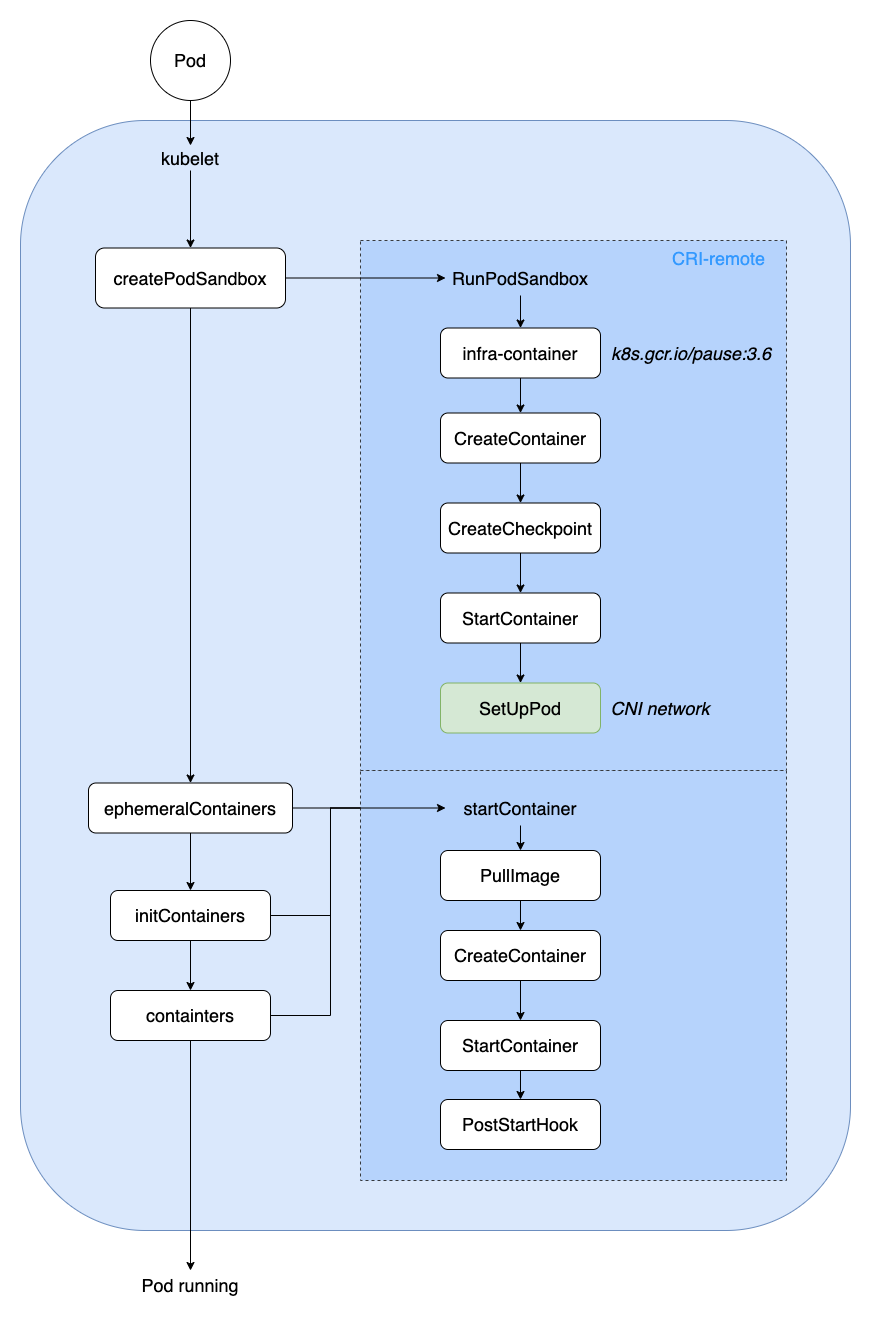 Pod
kubelet
createPodSandbox
CRI-remote
RunPodSandbox
infra-container
k8s.gcr.io/pause:3.6
CreateContainer
CreateCheckpoint
StartContainer
SetUpPod
CNI network
ephemeralContainers
startContainer
PullImage
initContainers
CreateContainer
containters
StartContainer
PostStartHook
Pod running